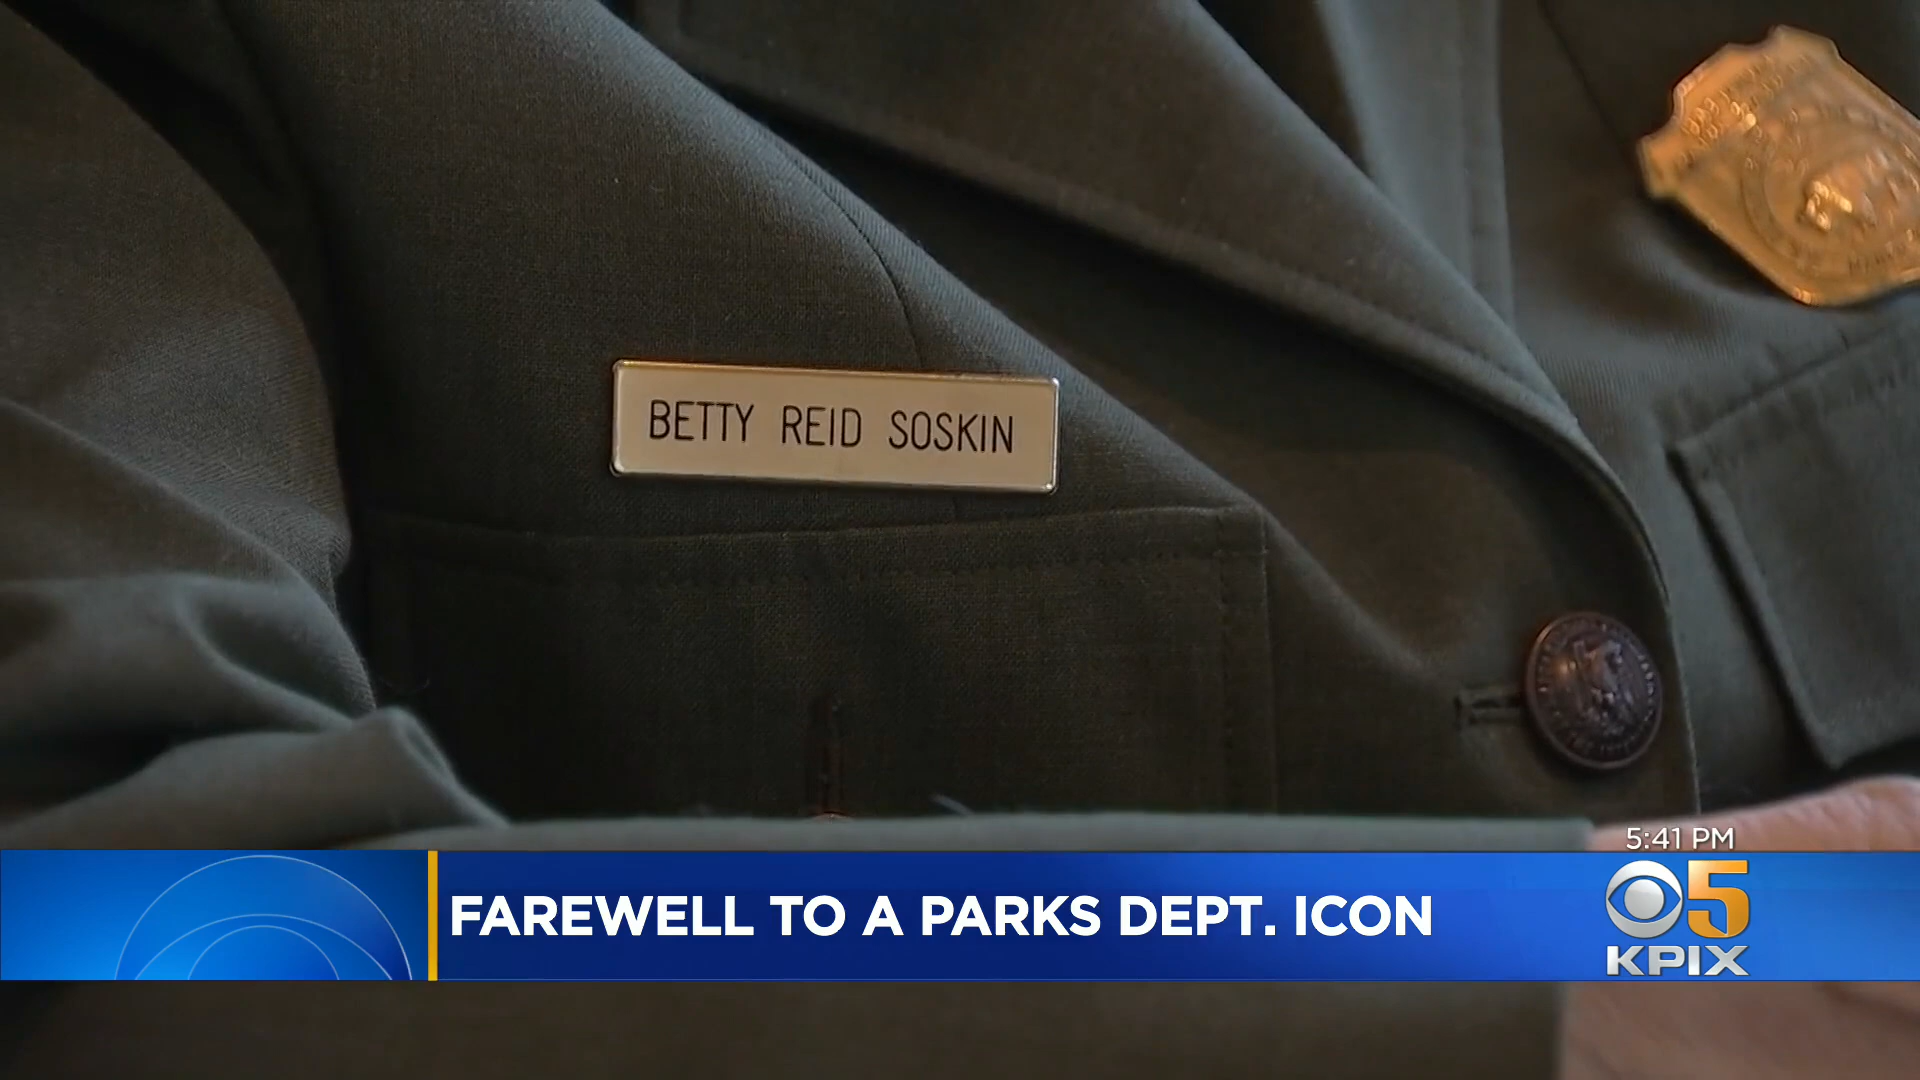 BETTY REID SOSKIN
5:41 PM
FAREWELL TO A PARKS DEPT. ICON
5
KPIX